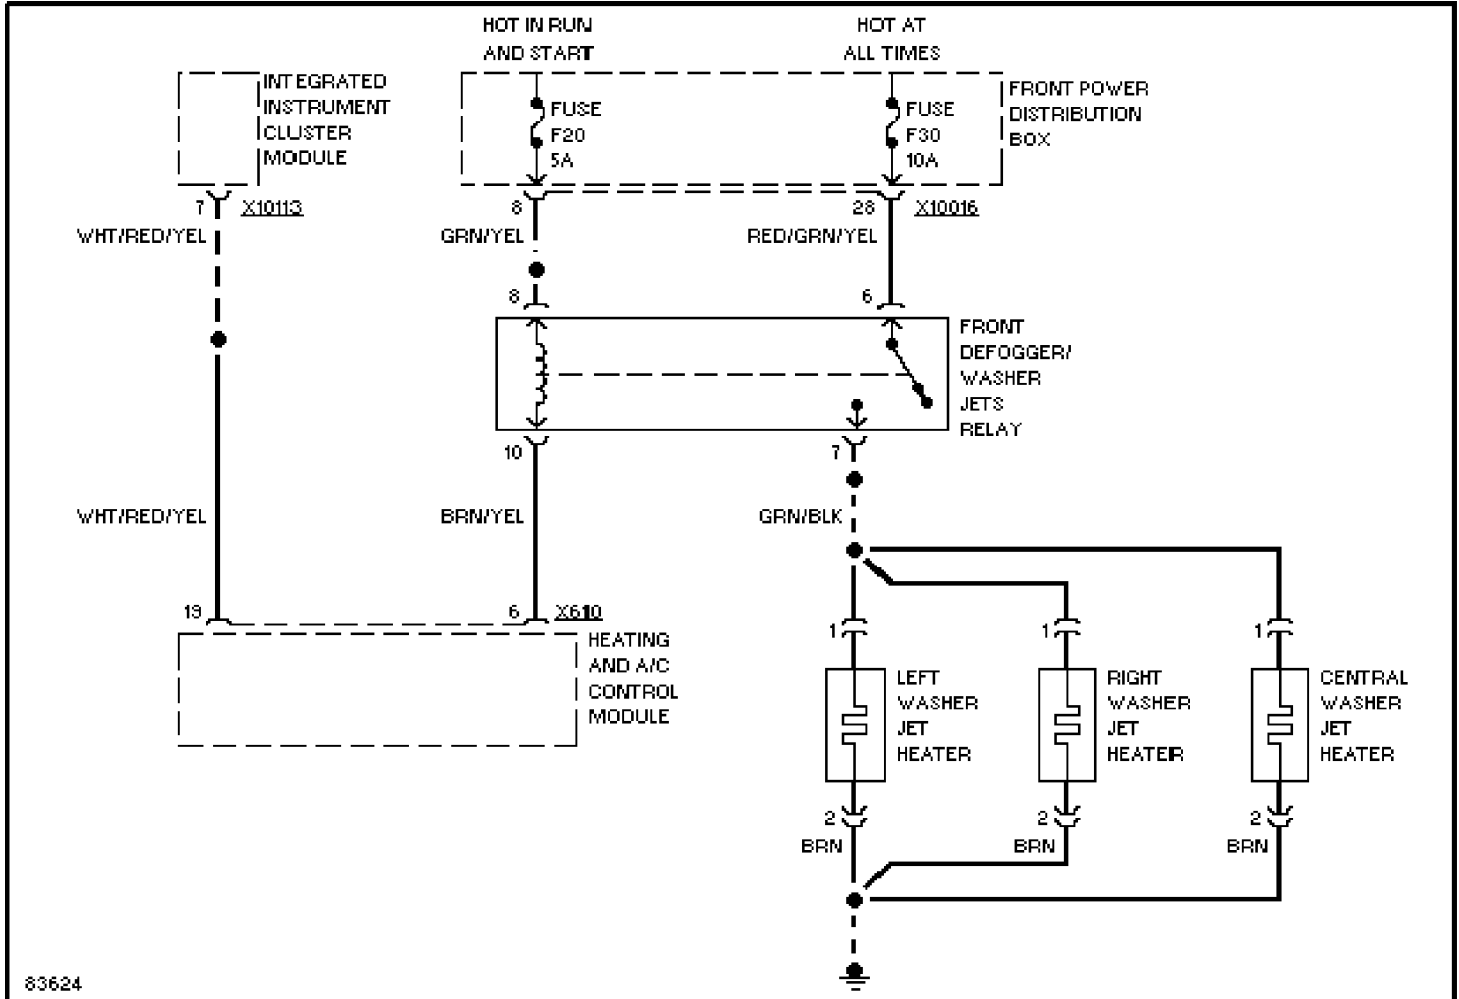 HOT IN RUN
AND START
HOT AT
ALL TIMES
INTEGRATED
INSTRUMENT
CLUSTER
MODULE
FUSE
F20
5A
FUSE
F30
10A
FRONT POWER
DISTRIBUTION
BOX
7 X10113
8
28 X10016
WHT/RED/YEL
GRN/YEL
RED/GRN/YEL
8
6
FRONT
DEFOGGER/
WASHER
JETS
RELAY
10
7
WHT/RED/YEL
BRN/YEL
GRN/BLK
19
6 X610
HEATING
AND A/C
CONTROL
MODULE
1
1
1
LEFT
WASHER
JET
HEATER
RIGHT
WASHER
JET
HEATEIR
CENTRAL
WASHER
JET
HEATER
2
2
2
BRN
BRN
BRN
83624